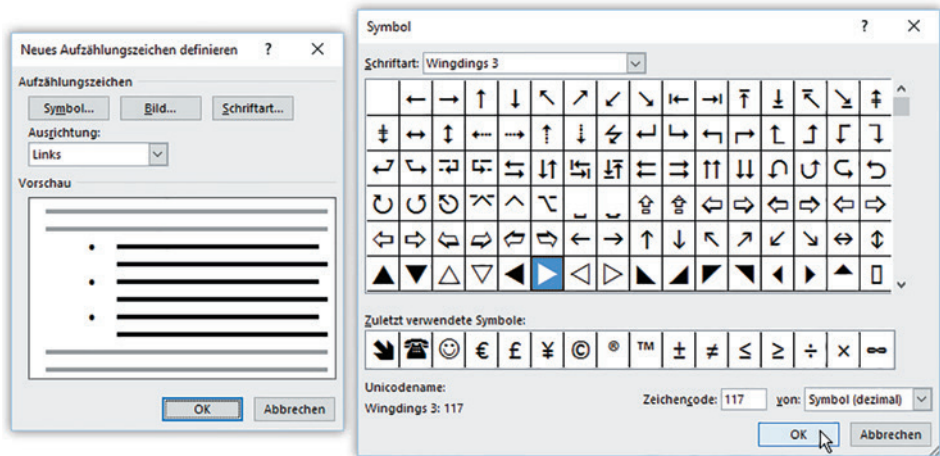 Neues Aufzählungszeichen definieren ?
Aufzählungszeichen
Symbol... Bild... Schriftart...
Ausrichtung:
Links
Vorschau
OK Abbrechen
Symbol ?
Schriftart: Wingdings 3
Zuletzt verwendete Symbole:
€ £ ¥ © ® ™ ± ≠ ≤ ≥ ÷ × ∞
Unicodename:
Wingdings 3: 117
Zeichencode: 117 von: Symbol (dezimal)
OK Abbrechen